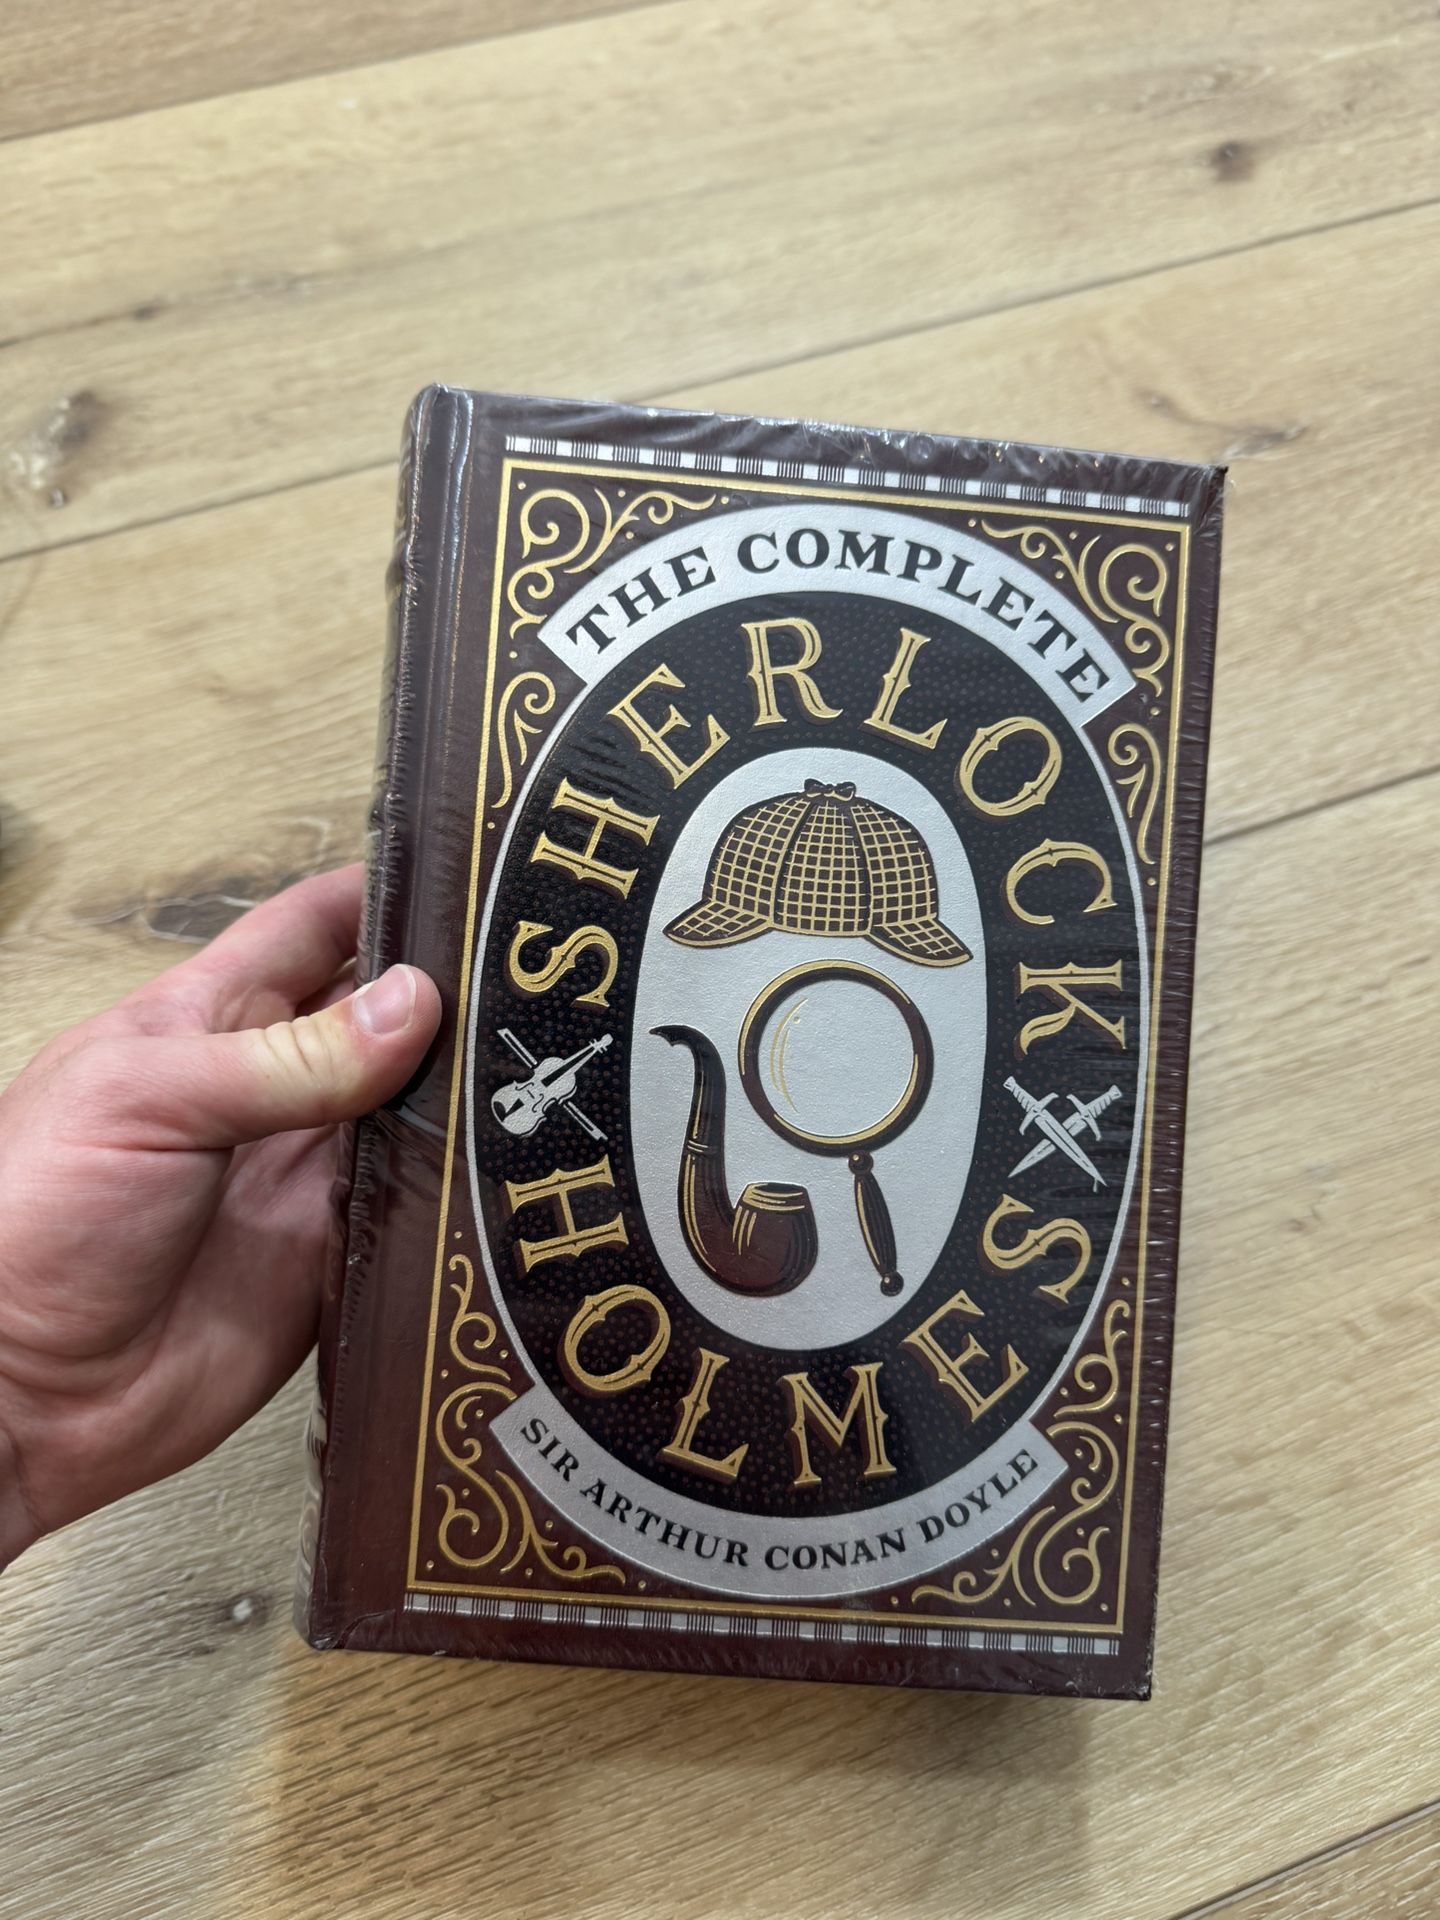 THE COMPLETE
SHERLOCK
HOLMES
SIR ARTHUR CONAN DOYLE